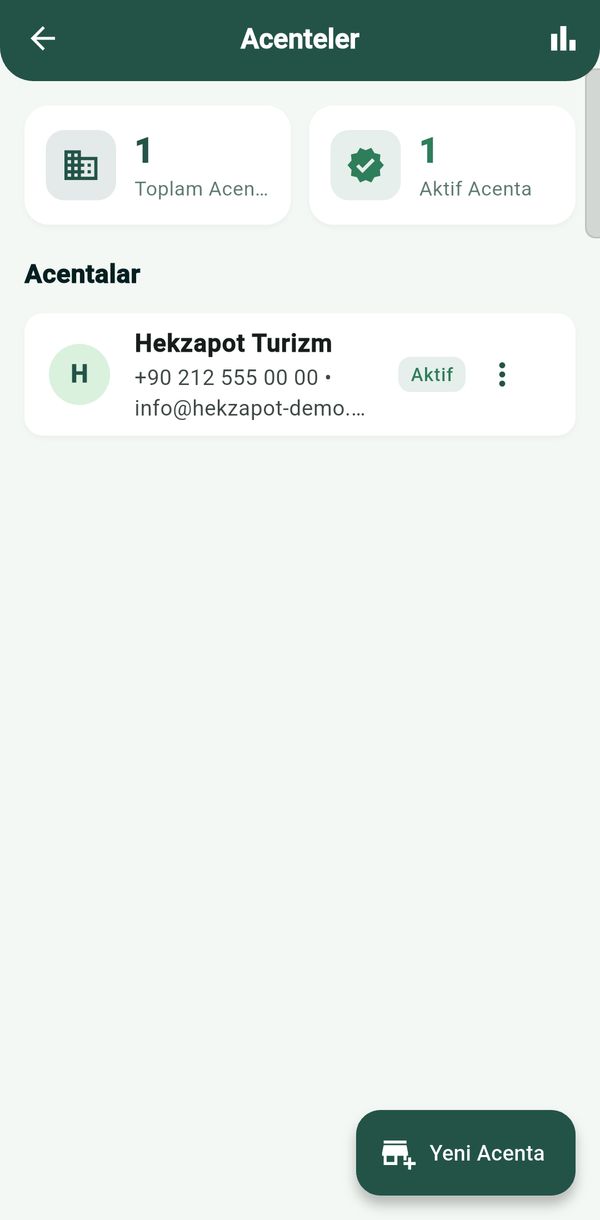 Acenteler
1
Toplam Acen...
1
Aktif Acenta
Acentalar
H
Hekzapot Turizm
+90 212 555 00 00 •
info@hekzapot-demo....
Aktif
Yeni Acenta